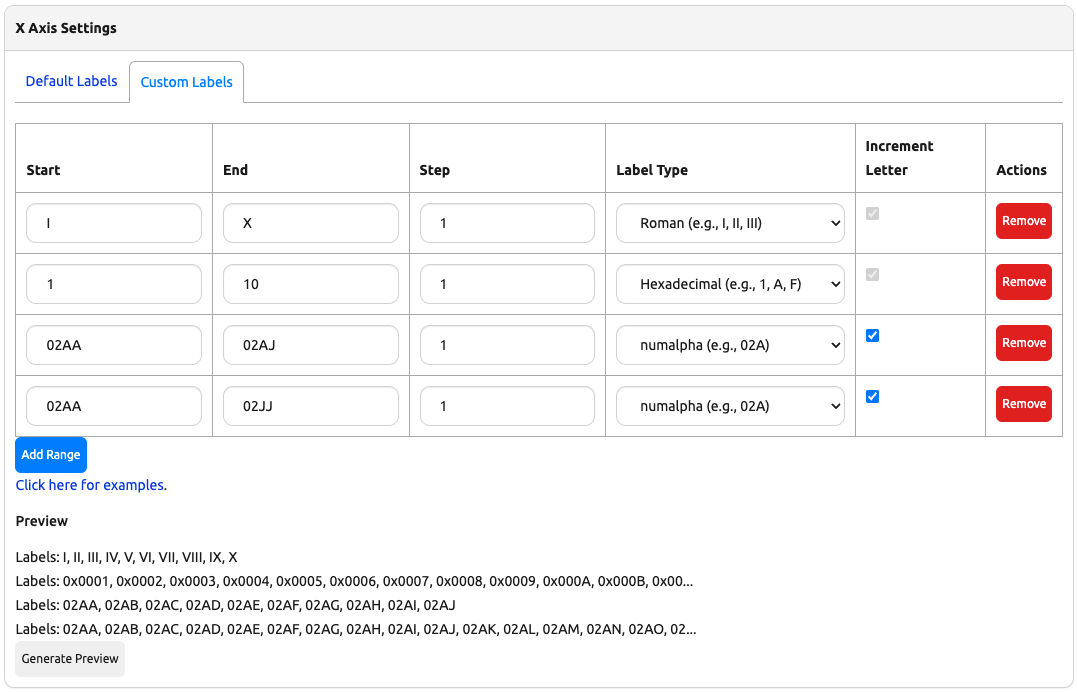 X Axis Settings
Default Labels Custom Labels
Start End Step Label Type Increment Letter Actions
I X 1 Roman (e.g., I, II, III) Remove
1 10 1 Hexadecimal (e.g., 1, A, F) Remove
02AA 02AJ 1 numalpha (e.g., 02A) Remove
02AA 02JJ 1 numalpha (e.g., 02A) Remove
Add Range
Click here for examples.
Preview
Labels: I, II, III, IV, V, VI, VII, VIII, IX, X
Labels: 0x0001, 0x0002, 0x0003, 0x0004, 0x0005, 0x0006, 0x0007, 0x0008, 0x0009, 0x000A, 0x000B, 0x00...
Labels: 02AA, 02AB, 02AC, 02AD, 02AE, 02AF, 02AG, 02AH, 02AI, 02AJ
Labels: 02AA, 02AB, 02AC, 02AD, 02AE, 02AF, 02AG, 02AH, 02AI, 02AJ, 02AK, 02AL, 02AM, 02AN, 02AO, 02...
Generate Preview